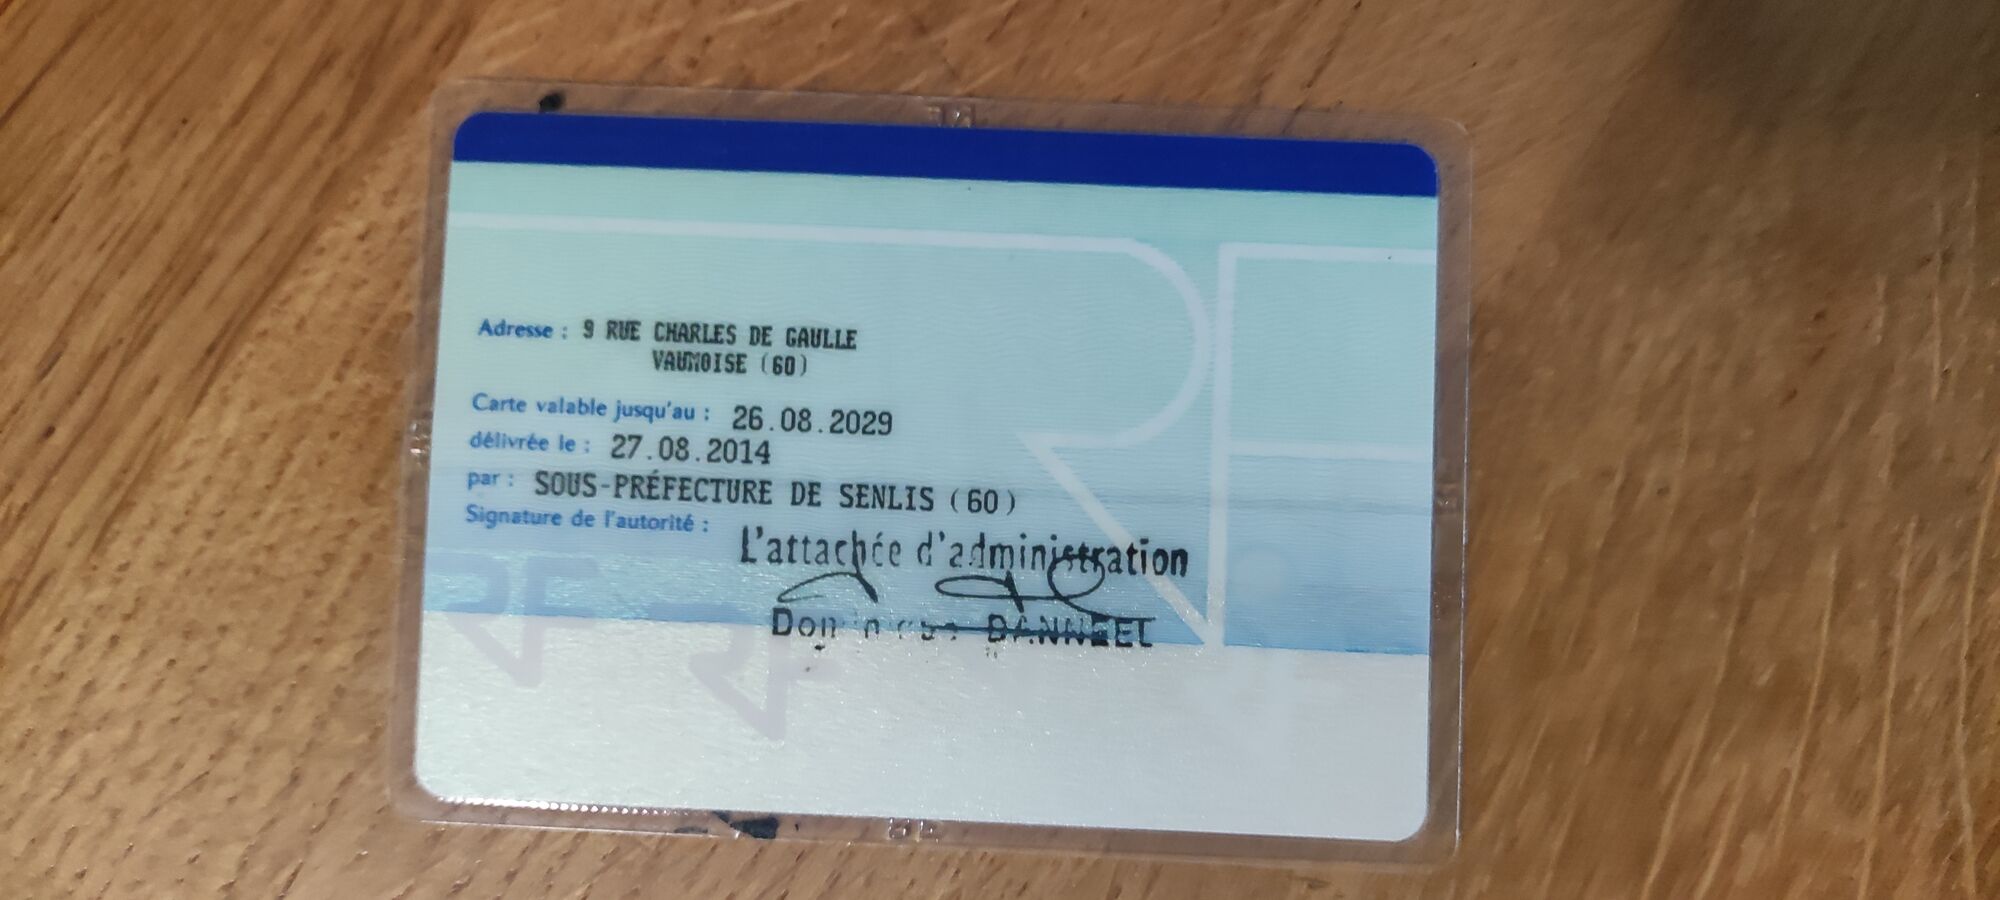 Adresse : 9 RUE CHARLES DE GAULLE
VAUMOISE (60)
Carte valable jusqu'au : 26.08.2029
délivrée le : 27.08.2014
par : SOUS-PRÉFECTURE DE SENLIS (60)
Signature de l'autorité :
L'attachée d'administration